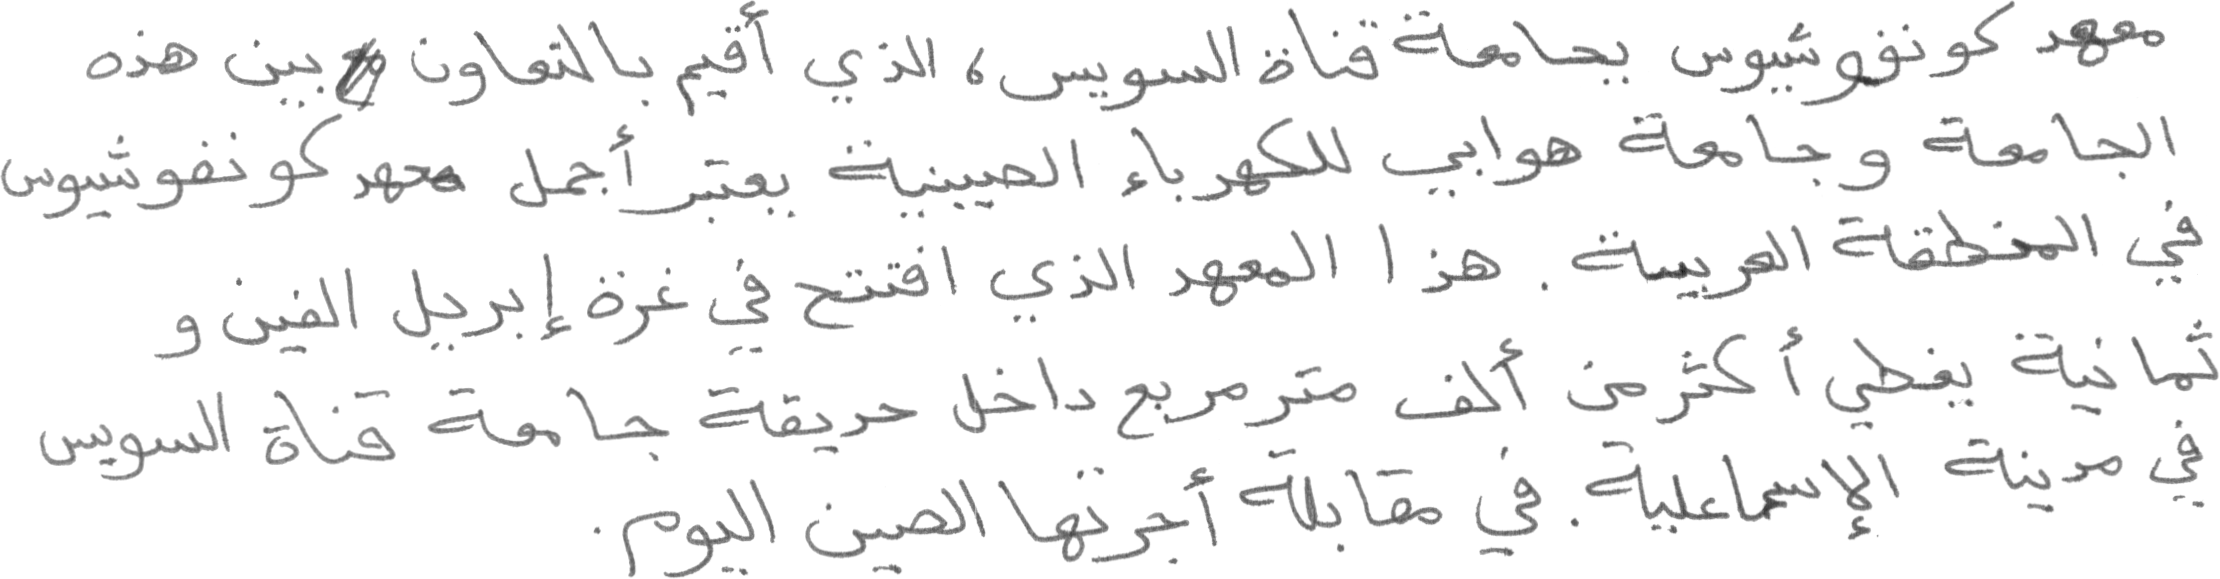 معهد كونفوشيوس بجامعة قناة السويس، الذي أقيم بالتعاون بين هذه
الجامعة وجامعة هوابي للكهرباء الصينية يعتبر أجمل معهد كونفوشيوس
في المنطقة العربية. هذا المعهد الذي افتتح في غرة إبريل الفين و
ثمانية يغطي أكثر من ألف متر مربع داخل حديقة جامعة قناة السويس
في مدينة الإسماعلية. في مقابلة أجرتها الصين اليوم.